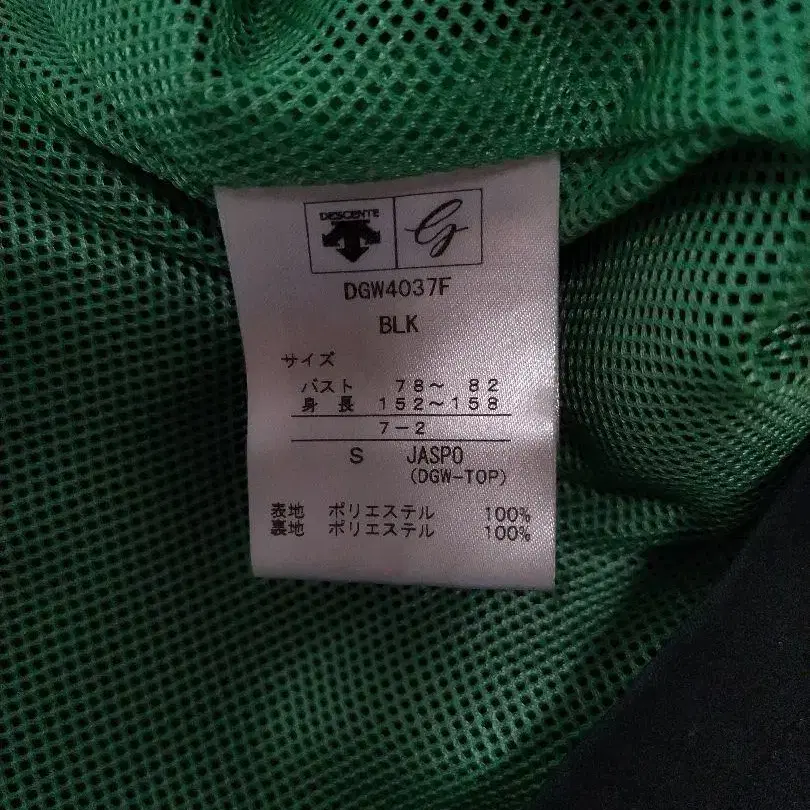 DESCENTE
G
DGW4037F
BLK
サイズ
バスト 78～ 82
身 長 152～158
7－2
S JASPO
(DGW-TOP)
表地 ポリエステル 100%
裏地 ポリエステル 100%